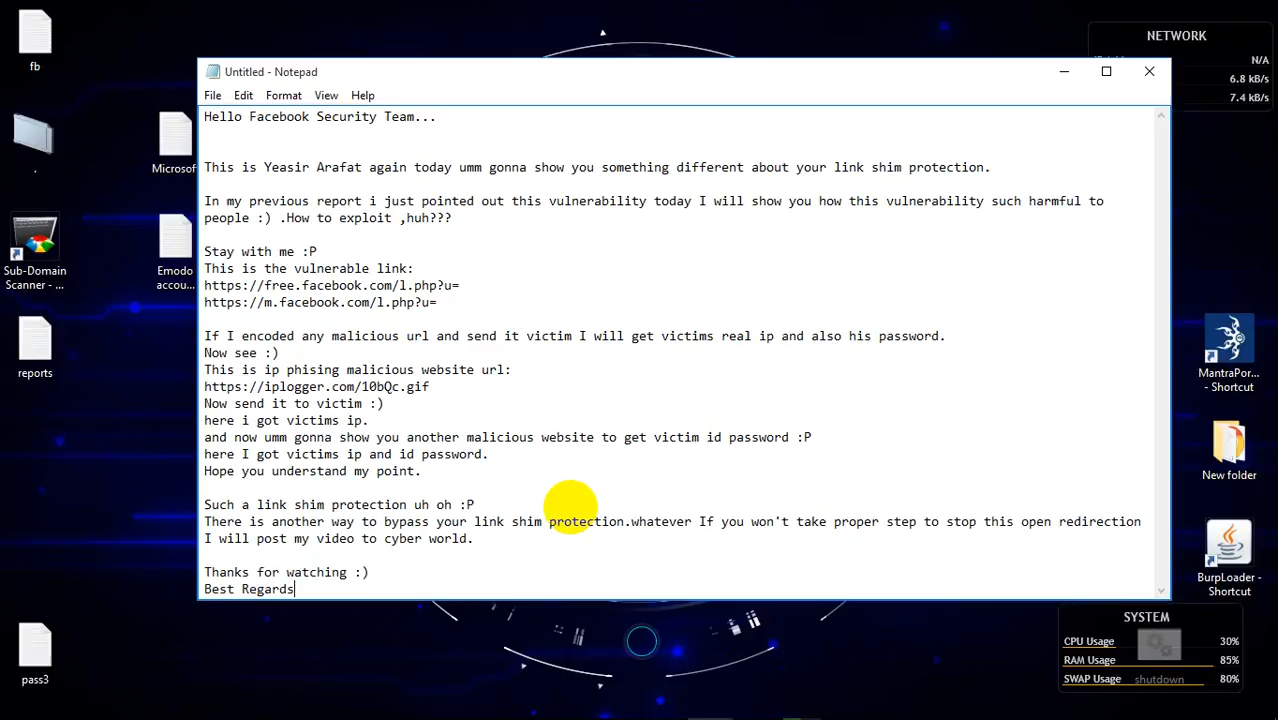 fb
.
Sub-Domain
Scanner - ...
reports
pass3
Microsof
Emodo
accou...
Untitled - Notepad
File Edit Format View Help
Hello Facebook Security Team...
This is Yeasir Arafat again today umm gonna show you something different about your link shim protection.
In my previous report i just pointed out this vulnerability today I will show you how this vulnerability such harmful to
people :) .How to exploit ,huh???
Stay with me :P
This is the vulnerable link:
https://free.facebook.com/l.php?u=
https://m.facebook.com/l.php?u=
If I encoded any malicious url and send it victim I will get victims real ip and also his password.
Now see :)
This is ip phising malicious website url:
https://iplogger.com/10bQc.gif
Now send it to victim :)
here i got victims ip.
and now umm gonna show you another malicious website to get victim id password :P
here I got victims ip and id password.
Hope you understand my point.
Such a link shim protection uh oh :P
There is another way to bypass your link shim protection.whatever If you won't take proper step to stop this open redirection
I will post my video to cyber world.
Thanks for watching :)
Best Regards
NETWORK
N/A
6.8 kB/s
7.4 kB/s
MantraPor...
- Shortcut
New folder
BurpLoader -
Shortcut
SYSTEM
CPU Usage 30%
RAM Usage 85%
SWAP Usage shutdown 80%